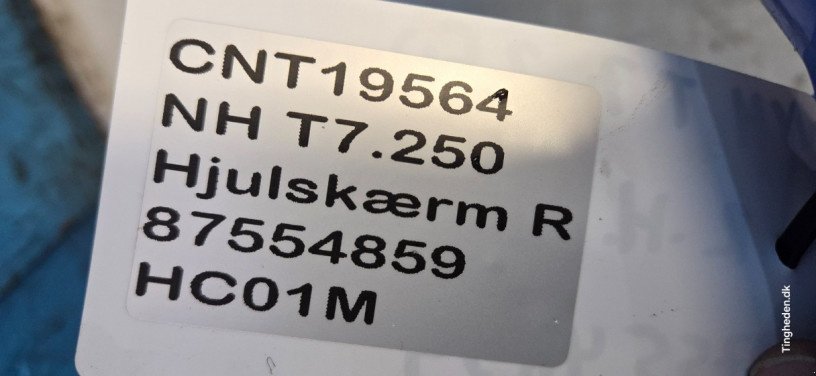 CNT19564
NH T7.250
Hjulskærm R
87554859
HC01M
Tingheden.dk